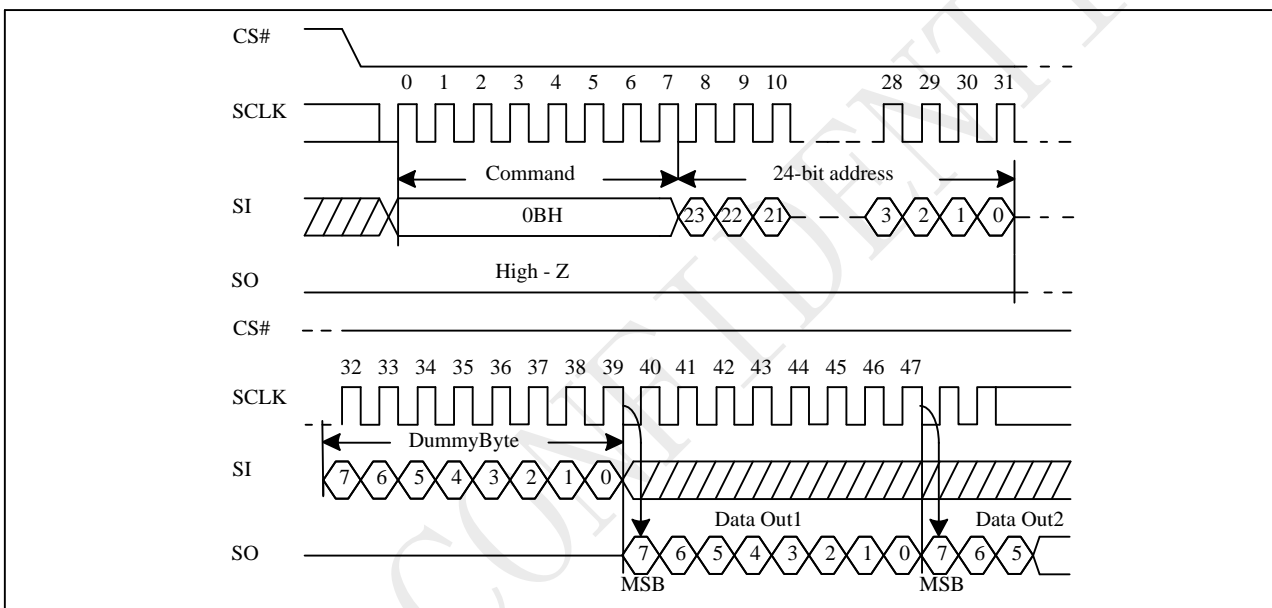 CS#
0 1 2 3 4 5 6 7 8 9 10 28 29 30 31
SCLK
Command 24-bit address
SI 0BH 23 22 21 3 2 1 0
High - Z
SO
CS#
32 33 34 35 36 37 38 39 40 41 42 43 44 45 46 47
SCLK
DummyByte
SI 7 6 5 4 3 2 1 0
Data Out1 Data Out2
SO 7 6 5 4 3 2 1 0 7 6 5
MSB MSB
CONFIDENT